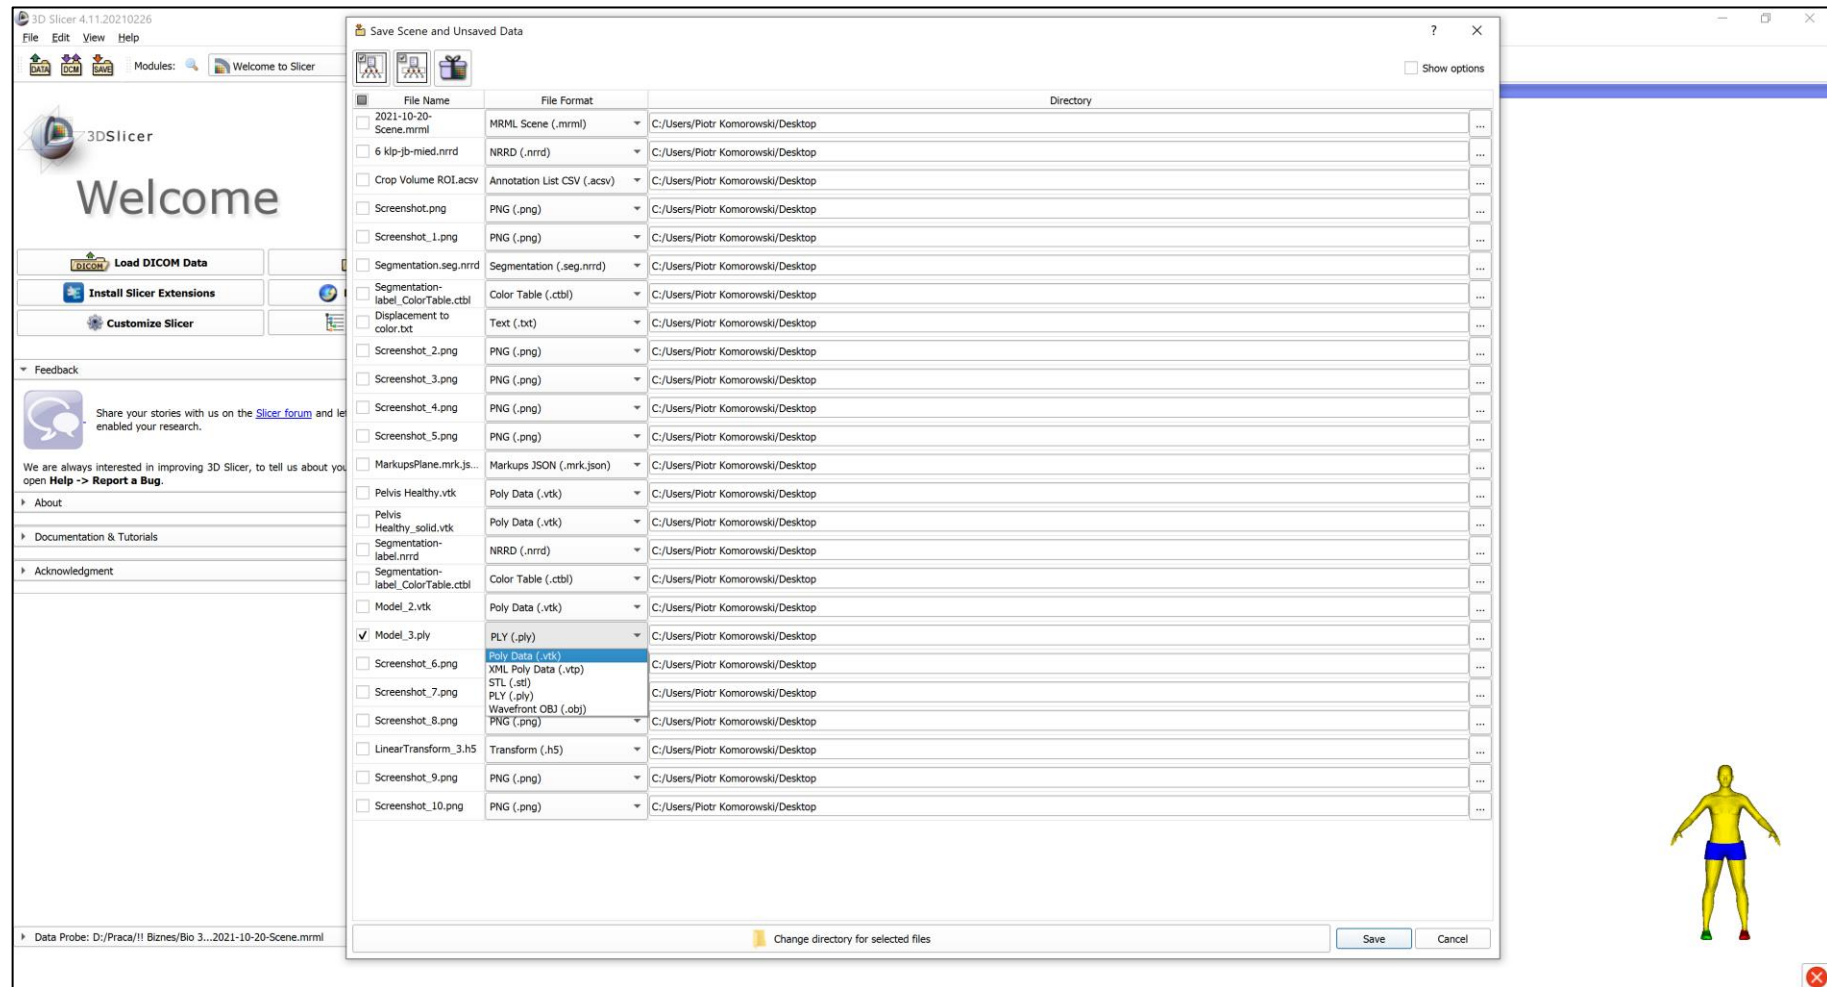 3D Slicer 4.11.20210226
File Edit View Help
DATA DCM SAVE Modules: Welcome to Slicer
3DSlicer
Welcome
DICOM Load DICOM Data
Install Slicer Extensions
Customize Slicer
Feedback
Share your stories with us on the Slicer forum and let
enabled your research.
We are always interested in improving 3D Slicer, to tell us about you
open Help -> Report a Bug.
About
Documentation & Tutorials
Acknowledgment
Data Probe: D:/Praca/!! Biznes/Bio 3...2021-10-20-Scene.mrml
Save Scene and Unsaved Data ?
Show options
File Name File Format Directory
2021-10-20-
Scene.mrml MRML Scene (.mrml) C:/Users/Piotr Komorowski/Desktop ...
6 klp-jb-mied.nrrd NRRD (.nrrd) C:/Users/Piotr Komorowski/Desktop ...
Crop Volume ROI.acsv Annotation List CSV (.acsv) C:/Users/Piotr Komorowski/Desktop ...
Screenshot.png PNG (.png) C:/Users/Piotr Komorowski/Desktop ...
Screenshot_1.png PNG (.png) C:/Users/Piotr Komorowski/Desktop ...
Segmentation.seg.nrrd Segmentation (.seg.nrrd) C:/Users/Piotr Komorowski/Desktop ...
Segmentation-
label_ColorTable.ctbl Color Table (.ctbl) C:/Users/Piotr Komorowski/Desktop ...
Displacement to
color.txt Text (.txt) C:/Users/Piotr Komorowski/Desktop ...
Screenshot_2.png PNG (.png) C:/Users/Piotr Komorowski/Desktop ...
Screenshot_3.png PNG (.png) C:/Users/Piotr Komorowski/Desktop ...
Screenshot_4.png PNG (.png) C:/Users/Piotr Komorowski/Desktop ...
Screenshot_5.png PNG (.png) C:/Users/Piotr Komorowski/Desktop ...
MarkupsPlane.mrk.js... Markups JSON (.mrk.json) C:/Users/Piotr Komorowski/Desktop ...
Pelvis Healthy.vtk Poly Data (.vtk) C:/Users/Piotr Komorowski/Desktop ...
Pelvis
Healthy_solid.vtk Poly Data (.vtk) C:/Users/Piotr Komorowski/Desktop ...
Segmentation-
label.nrrd NRRD (.nrrd) C:/Users/Piotr Komorowski/Desktop ...
Segmentation-
label_ColorTable.ctbl Color Table (.ctbl) C:/Users/Piotr Komorowski/Desktop ...
Model_2.vtk Poly Data (.vtk) C:/Users/Piotr Komorowski/Desktop ...
Model_3.ply PLY (.ply) C:/Users/Piotr Komorowski/Desktop ...
Poly Data (.vtk)
XML Poly Data (.vtp)
STL (.stl)
PLY (.ply)
Wavefront OBJ (.obj)
Screenshot_6.png C:/Users/Piotr Komorowski/Desktop ...
Screenshot_7.png C:/Users/Piotr Komorowski/Desktop ...
Screenshot_8.png PNG (.png) C:/Users/Piotr Komorowski/Desktop ...
LinearTransform_3.h5 Transform (.h5) C:/Users/Piotr Komorowski/Desktop ...
Screenshot_9.png PNG (.png) C:/Users/Piotr Komorowski/Desktop ...
Screenshot_10.png PNG (.png) C:/Users/Piotr Komorowski/Desktop ...
Change directory for selected files Save Cancel